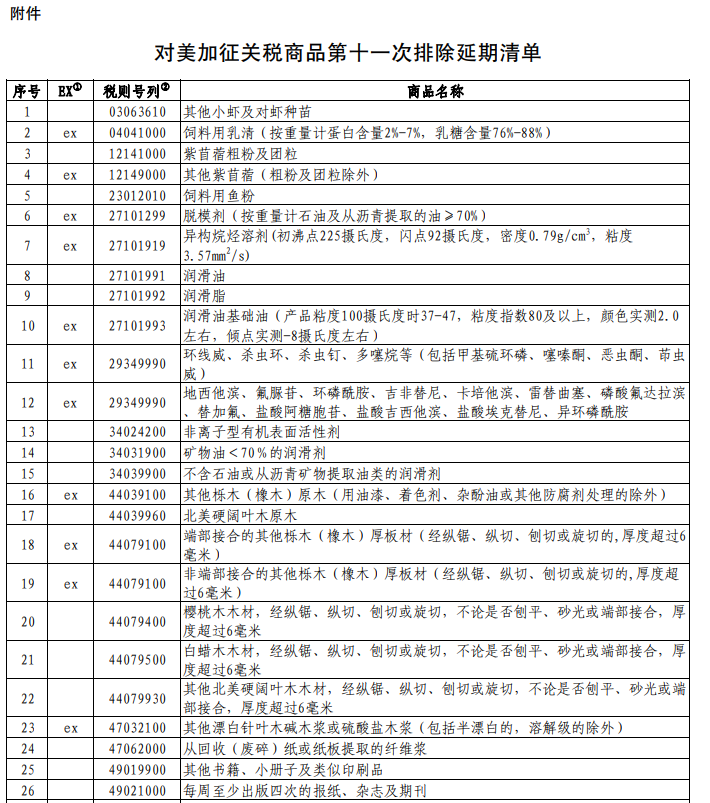 附件
对美加征关税商品第十一次排除延期清单
序号 EX① 税则号列② 商品名称
1 03063610 其他小虾及对虾种苗
2 ex 04041000 饲料用乳清（按重量计蛋白含量2%-7%，乳糖含量76%-88%）
3 12141000 紫苜蓿粗粉及团粒
4 ex 12149000 其他紫苜蓿（粗粉及团粒除外）
5 23012010 饲料用鱼粉
6 ex 27101299 脱模剂（按重量计石油及从沥青提取的油≥70%）
7 ex 27101919 异构烷烃溶剂(初沸点225摄氏度，闪点92摄氏度，密度0.79g/cm³，粘度
3.57mm²/s)
8 27101991 润滑油
9 27101992 润滑脂
10 ex 27101993 润滑油基础油（产品粘度100摄氏度时37-47，粘度指数80及以上，颜色实测2.0
左右，倾点实测-8摄氏度左右）
11 ex 29349990 环线威、杀虫环、杀虫钉、多噻烷等（包括甲基硫环磷、噻嗪酮、恶虫酮、茚虫
威）
12 ex 29349990 地西他滨、氟脲苷、环磷酰胺、吉非替尼、卡培他滨、雷替曲塞、磷酸氟达拉滨
、替加氟、盐酸阿糖胞苷、盐酸吉西他滨、盐酸埃克替尼、异环磷酰胺
13 34024200 非离子型有机表面活性剂
14 34031900 矿物油＜70％的润滑剂
15 34039900 不含石油或从沥青矿物提取油类的润滑剂
16 ex 44039100 其他栎木（橡木）原木（用油漆、着色剂、杂酚油或其他防腐剂处理的除外）
17 44039960 北美硬阔叶木原木
18 ex 44079100 端部接合的其他栎木（橡木）厚板材（经纵锯、纵切、刨切或旋切的,厚度超过6
毫米）
19 ex 44079100 非端部接合的其他栎木（橡木）厚板材（经纵锯、纵切、刨切或旋切的,厚度超
过6毫米）
20 44079400 樱桃木木材，经纵锯、纵切、刨切或旋切，不论是否刨平、砂光或端部接合，厚
度超过6毫米
21 44079500 白蜡木木材，经纵锯、纵切、刨切或旋切，不论是否刨平、砂光或端部接合，厚
度超过6毫米
22 44079930 其他北美硬阔叶木木材，经纵锯、纵切、刨切或旋切，不论是否刨平、砂光或端
部接合，厚度超过6毫米
23 ex 47032100 其他漂白针叶木碱木浆或硫酸盐木浆（包括半漂白的，溶解级的除外）
24 47062000 从回收（废碎）纸或纸板提取的纤维浆
25 49019900 其他书籍、小册子及类似印刷品
26 49021000 每周至少出版四次的报纸、杂志及期刊